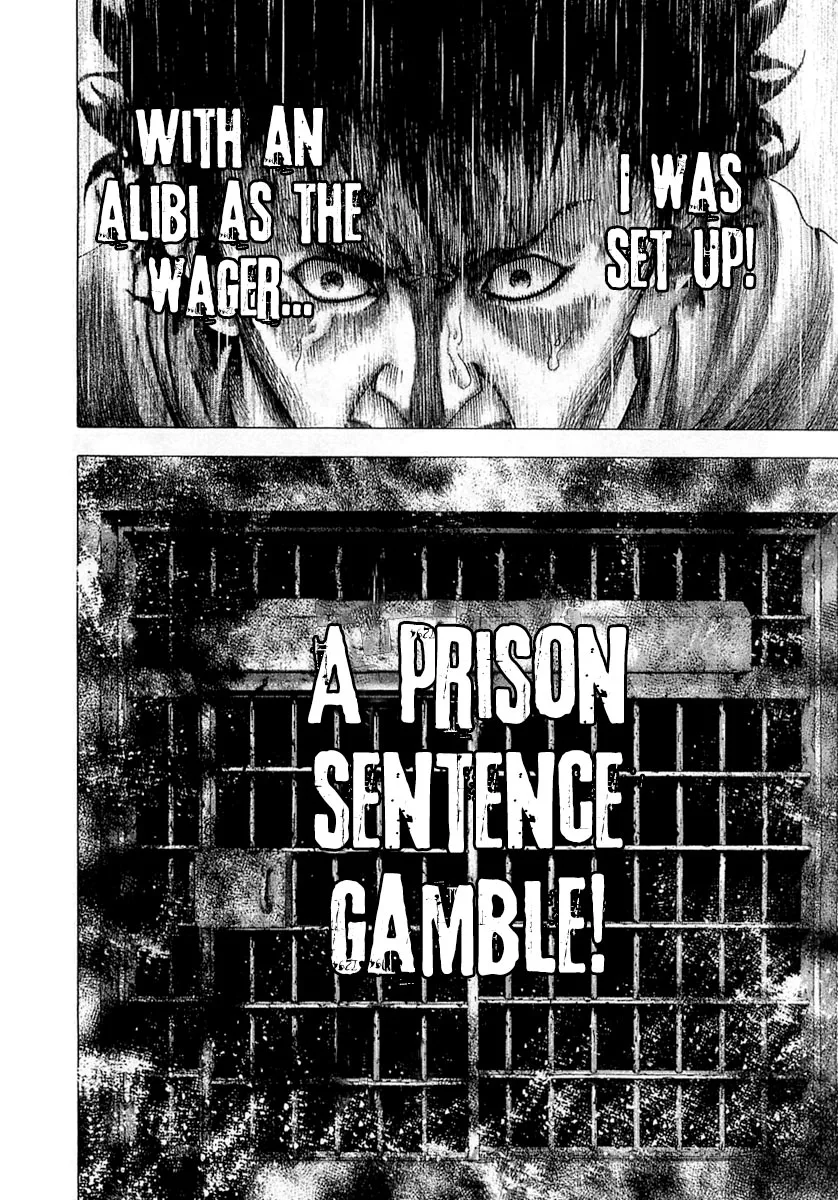 I WAS
SET UP!
WITH AN
ALIBI AS THE
WAGER...
A PRISON
SENTENCE
GAMBLE!